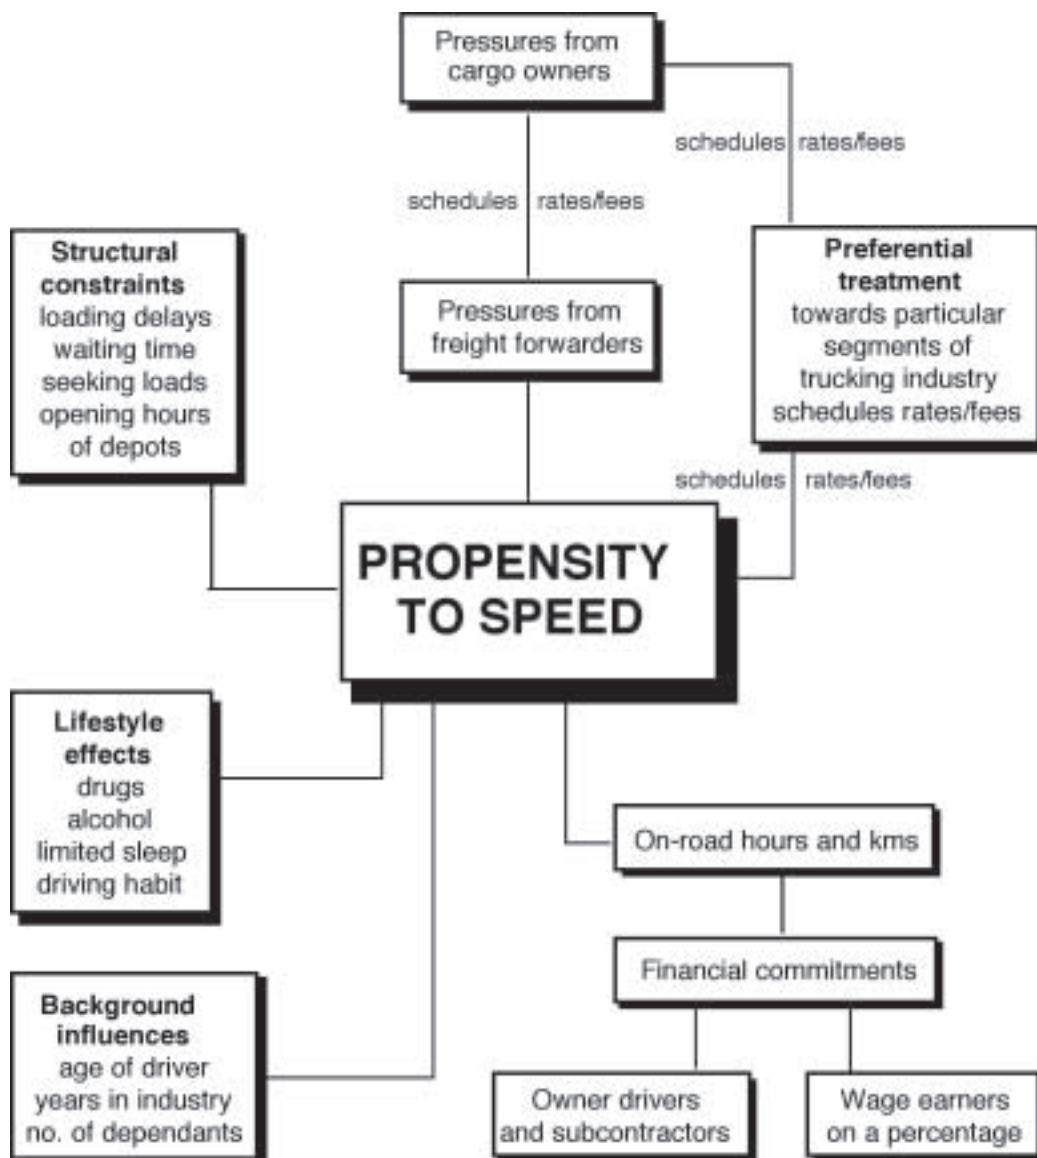 Pressures from
cargo owners
schedules rates/fees
schedules rates/fees
Structural
constraints
loading delays
waiting time
seeking loads
opening hours
of depots
Pressures from
freight forwarders
Preferential
treatment
towards particular
segments of
trucking industry
schedules rates/fees
schedules rates/fees
PROPENSITY
TO SPEED
Lifestyle
effects
drugs
alcohol
limited sleep
driving habit
On-road hours and kms
Financial commitments
Background
influences
age of driver
years in industry
no. of dependants
Owner drivers
and subcontractors
Wage earners
on a percentage